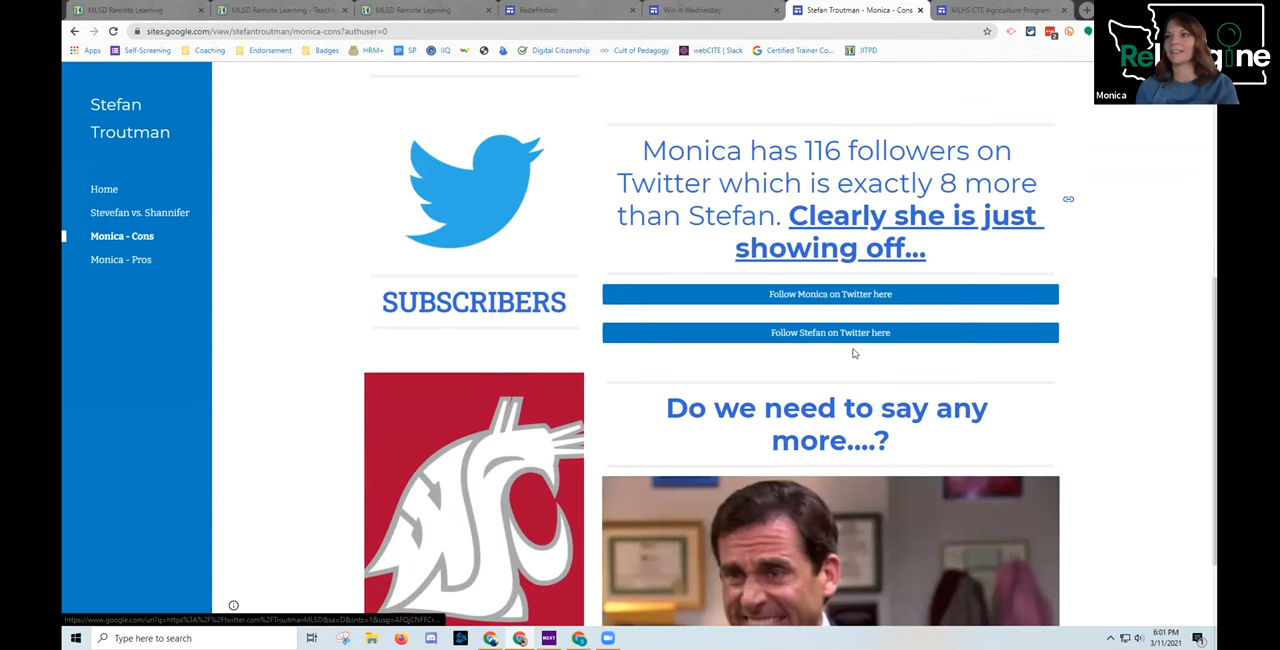 MLSD Remote Learning
MLSD Remote Learning - Teach
MLSD Remote Learning
Redefinition
Win It Wednesday
Stefan Troutman - Monica - Cons
MLHS CTE Agriculture Program
sites.google.com/view/stefantroutman/monica-cons?authuser=0
Apps
Self-Screening
Coaching
Endorsement
Badges
HRM+
SP
IIQ
Digital Citizenship
Cult of Pedagogy
webCITE | Slack
Certified Trainer Co...
JITPD
Monica
Stefan
Troutman
Home
Stevefan vs. Shannifer
Monica - Cons
Monica - Pros
Monica has 116 followers on
Twitter which is exactly 8 more
than Stefan. Clearly she is just
showing off...
SUBSCRIBERS
Follow Monica on Twitter here
Follow Stefan on Twitter here
Do we need to say any
more....?
Type here to search
NEXT
6:01 PM
3/11/2021